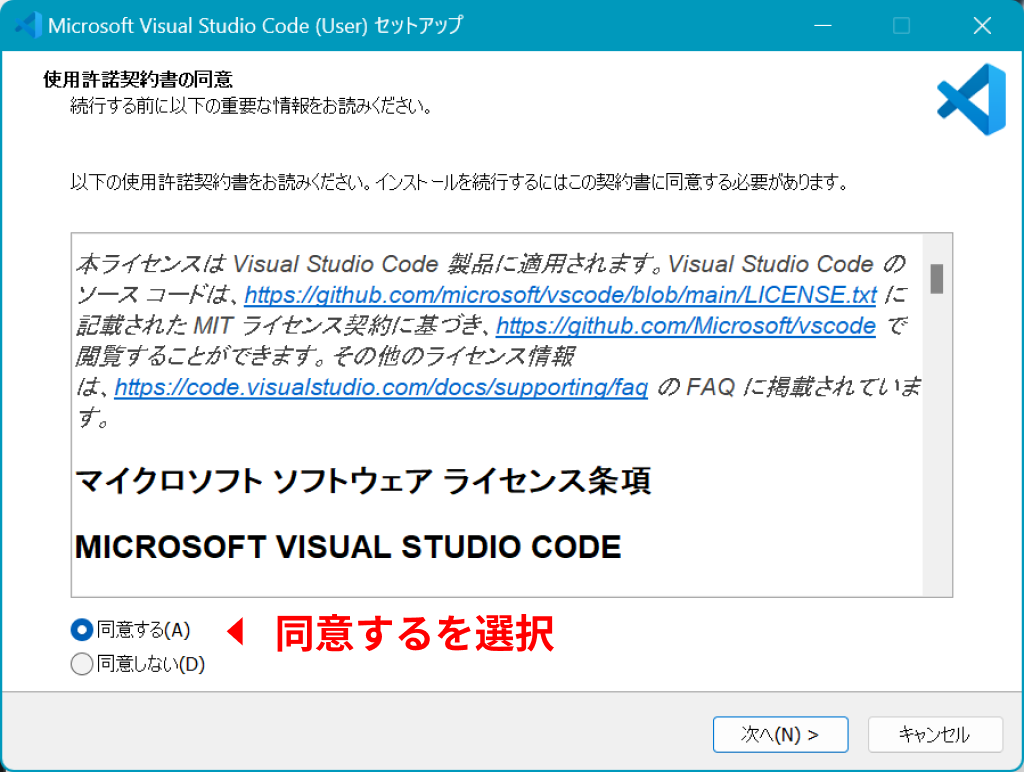 Microsoft Visual Studio Code (User) セットアップ
使用許諾契約書の同意
続行する前に以下の重要な情報をお読みください。
以下の使用許諾契約書をお読みください。インストールを続行するにはこの契約書に同意する必要があります。
本ライセンスは Visual Studio Code 製品に適用されます。Visual Studio Code の
ソース コードは、https://github.com/microsoft/vscode/blob/main/LICENSE.txt に
記載された MIT ライセンス契約に基づき、https://github.com/Microsoft/vscode で
閲覧することができます。その他のライセンス情報
は、https://code.visualstudio.com/docs/supporting/faq の FAQ に掲載されていま
す。
マイクロソフト ソフトウェア ライセンス条項
MICROSOFT VISUAL STUDIO CODE
同意する(A)
同意するを選択
同意しない(D)
次へ(N) >
キャンセル